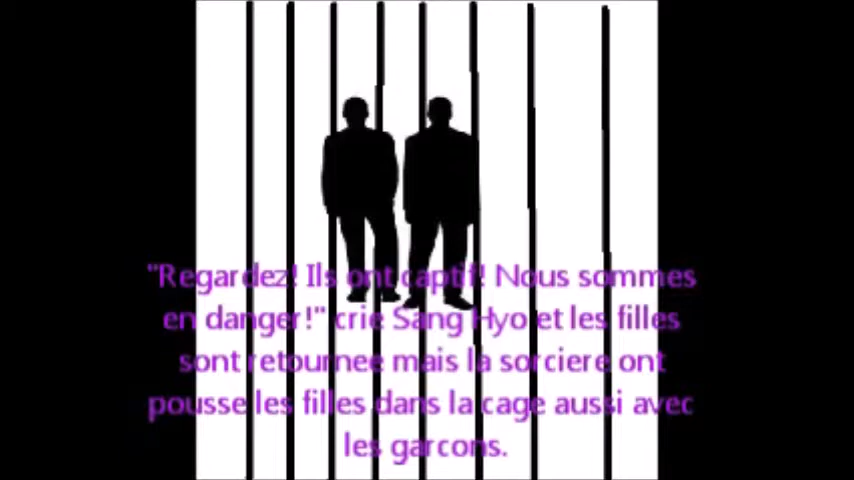 "Regardez! Ils ont captif! Nous sommes
en danger!" crie Sang Hyo et les filles
sont retournee mais la sorciere ont
pousse les filles dans la cage aussi avec
les garcons.